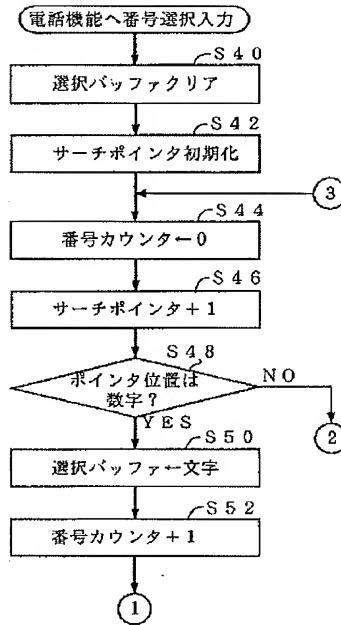 電話機能へ番号選択入力
S40
選択バッファクリア
S42
サーチポインタ初期化
3
S44
番号カウンタ←0
S46
サーチポインタ+1
S48
ポインタ位置は
数字?
NO
YES
2
S50
選択バッファ←文字
S52
番号カウンタ+1
1